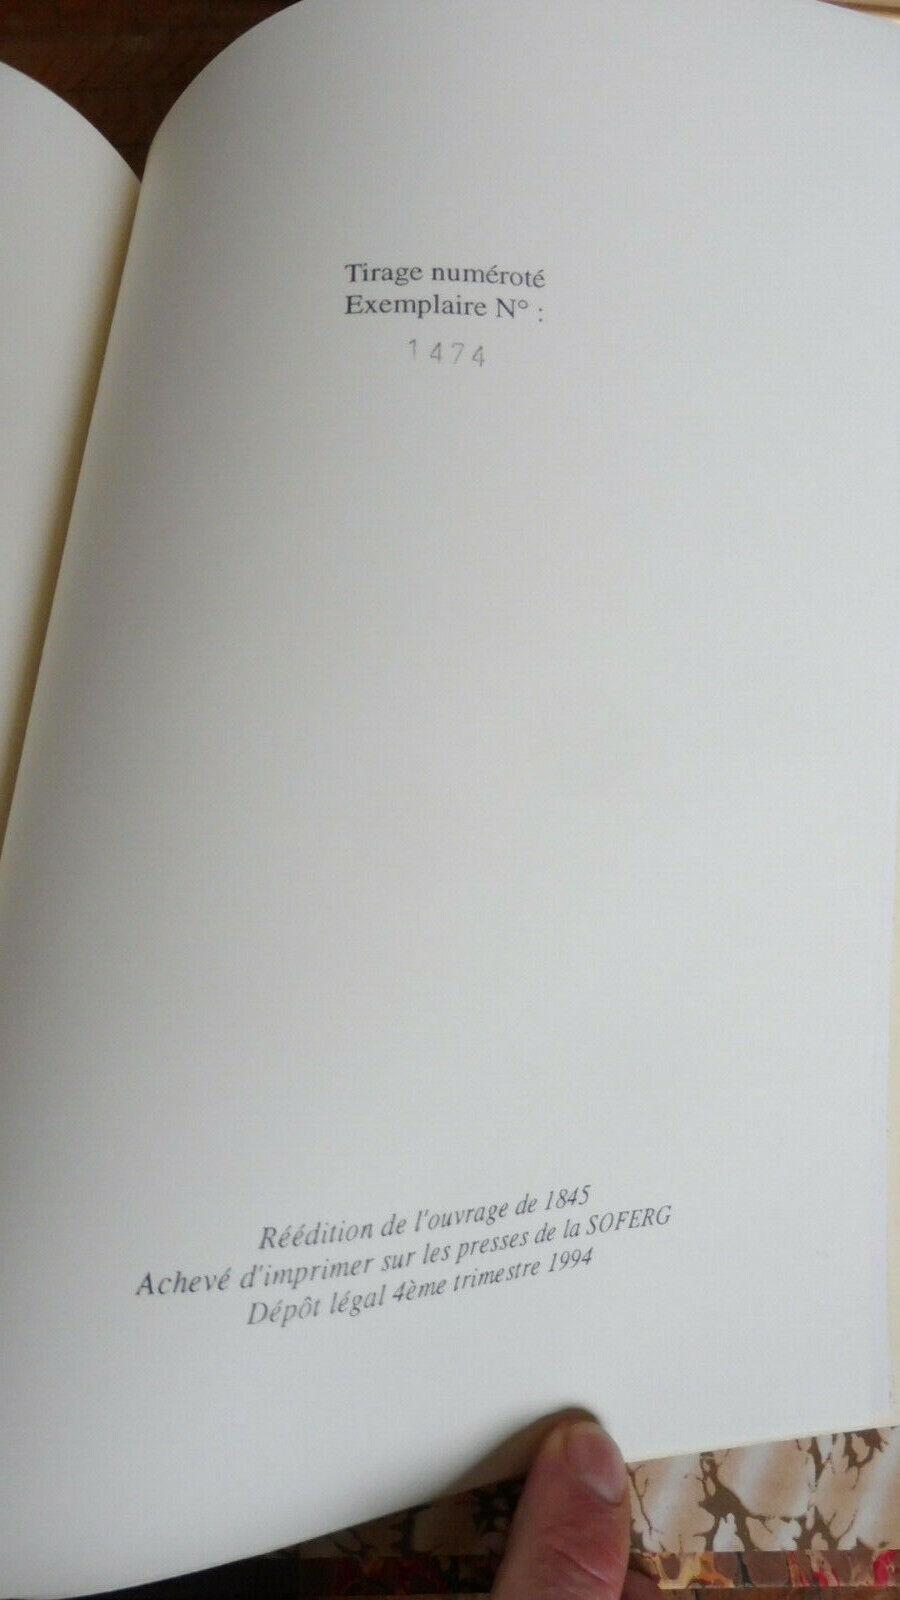 Tirage numéroté
Exemplaire N° :
1474
Réédition de l'ouvrage de 1845
Achevé d'imprimer sur les presses de la SOFERG
Dépôt légal 4ème trimestre 1994